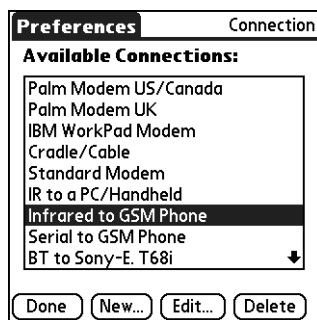 Preferences Connection
Available Connections:
Palm Modem US/Canada
Palm Modem UK
IBM WorkPad Modem
Cradle/Cable
Standard Modem
IR to a PC/Handheld
Infrared to GSM Phone
Serial to GSM Phone
BT to Sony-E. T68i
Done New... Edit... Delete